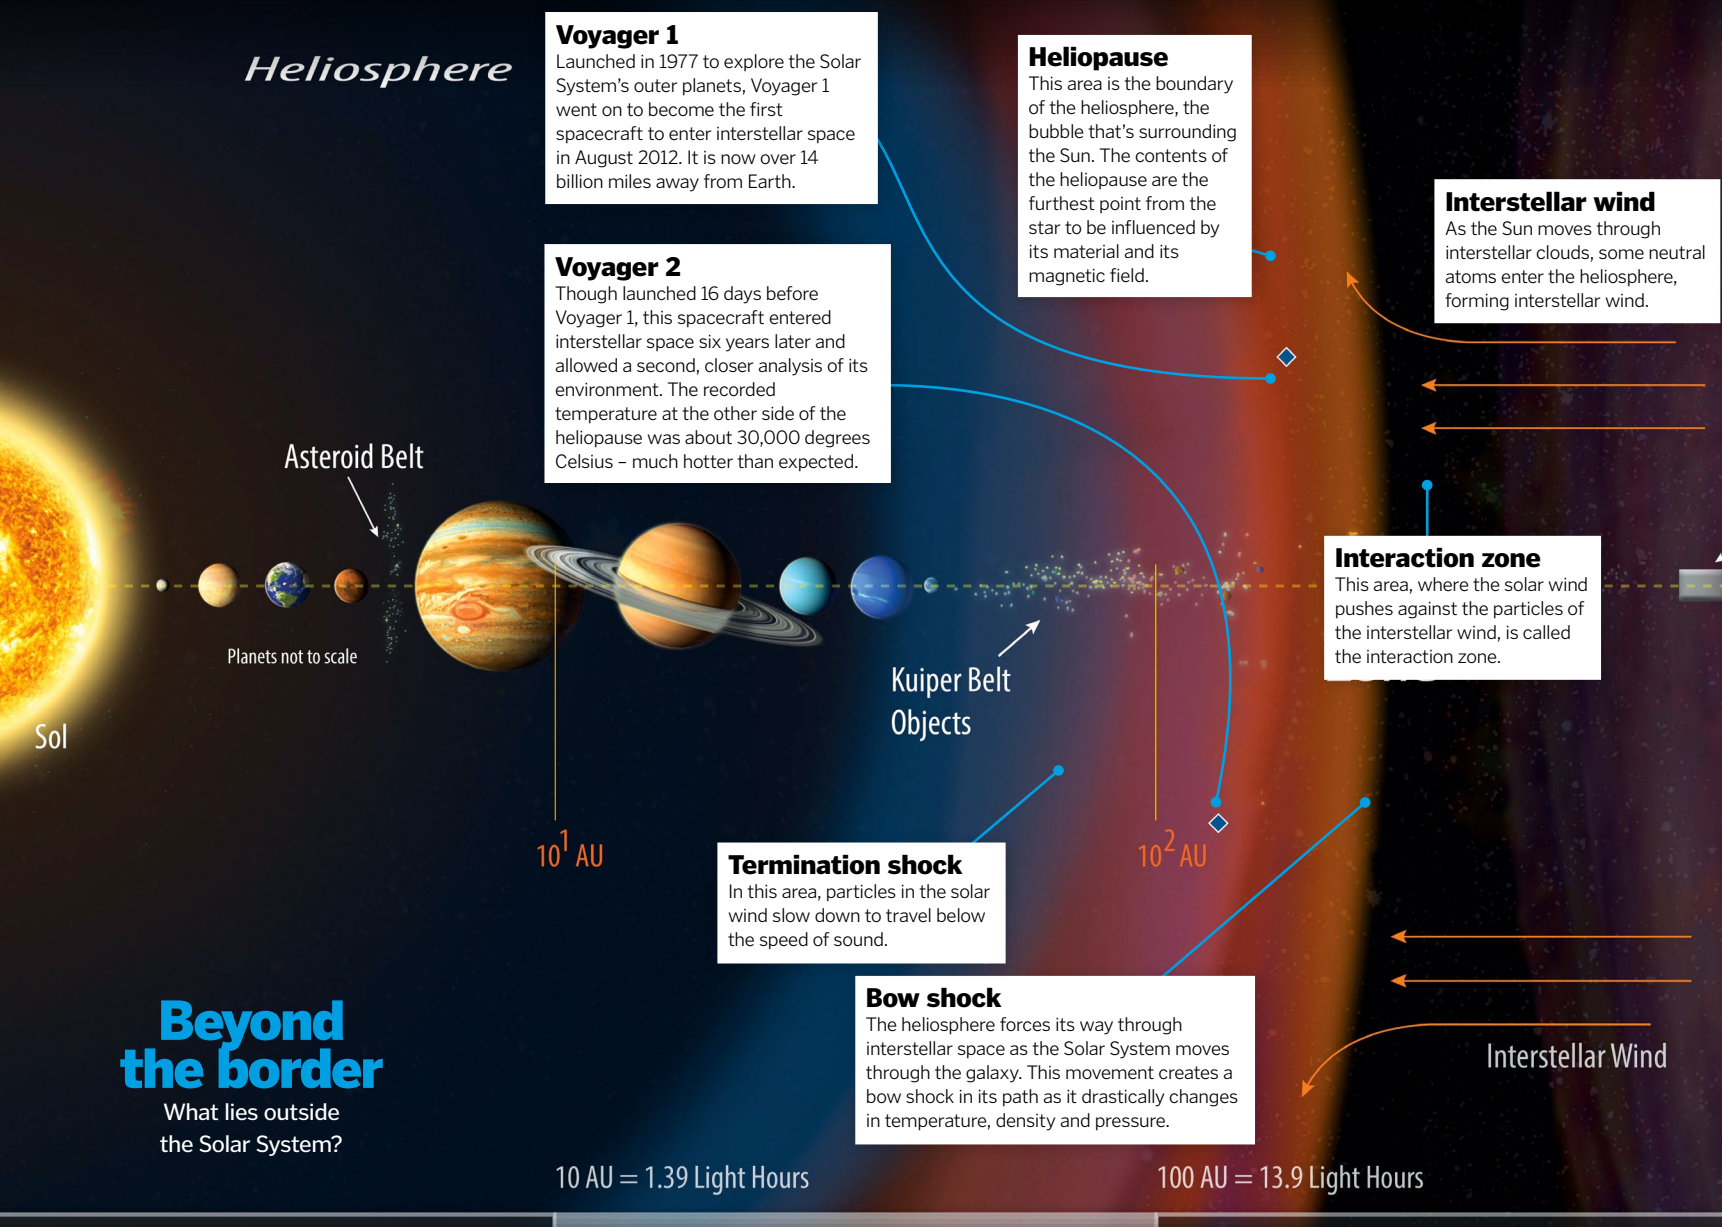 Heliosphere
Voyager 1
Launched in 1977 to explore the Solar
System's outer planets, Voyager 1
went on to become the first
spacecraft to enter interstellar space
in August 2012. It is now over 14
billion miles away from Earth.
Heliopause
This area is the boundary
of the heliosphere, the
bubble that's surrounding
the Sun. The contents of
the heliopause are the
furthest point from the
star to be influenced by
its material and its
magnetic field.
Interstellar wind
As the Sun moves through
interstellar clouds, some neutral
atoms enter the heliosphere,
forming interstellar wind.
Voyager 2
Though launched 16 days before
Voyager 1, this spacecraft entered
interstellar space six years later and
allowed a second, closer analysis of its
environment. The recorded
temperature at the other side of the
heliopause was about 30,000 degrees
Celsius – much hotter than expected.
Asteroid Belt
Interaction zone
This area, where the solar wind
pushes against the particles of
the interstellar wind, is called
the interaction zone.
Planets not to scale
Kuiper Belt
Objects
Sol
10¹ AU
10² AU
Termination shock
In this area, particles in the solar
wind slow down to travel below
the speed of sound.
Bow shock
The heliosphere forces its way through
interstellar space as the Solar System moves
through the galaxy. This movement creates a
bow shock in its path as it drastically changes
in temperature, density and pressure.
Interstellar Wind
Beyond
the border
What lies outside
the Solar System?
10 AU = 1.39 Light Hours
100 AU = 13.9 Light Hours